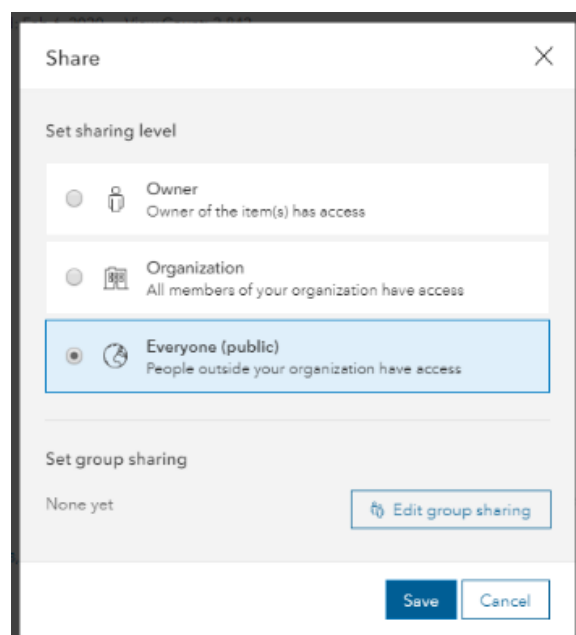 Share
Set sharing level
Owner
Owner of the item(s) has access
Organization
All members of your organization have access
Everyone (public)
People outside your organization have access
Set group sharing
None yet
Edit group sharing
Save
Cancel